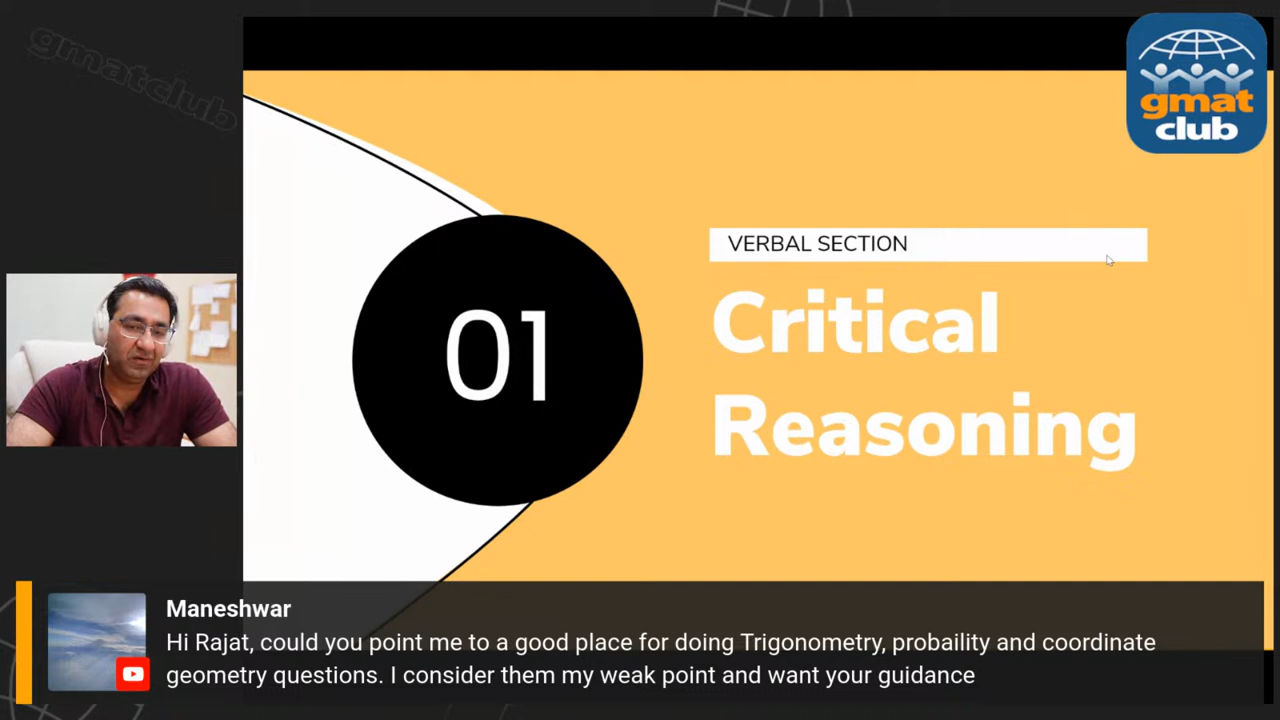 gmatclub
gmat
club
VERBAL SECTION
01
Critical
Reasoning
Maneshwar
Hi Rajat, could you point me to a good place for doing Trigonometry, probaility and coordinate
geometry questions. I consider them my weak point and want your guidance